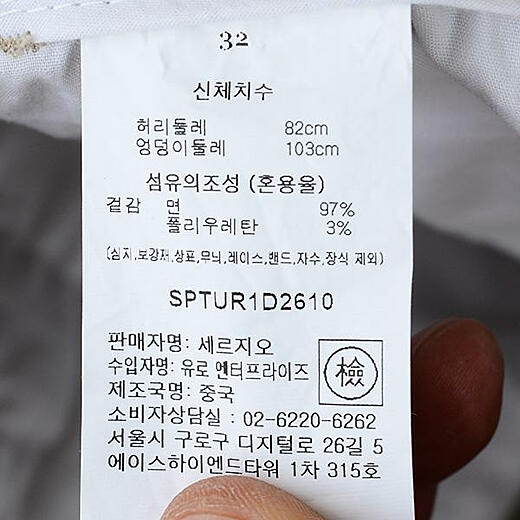 32
신체치수
허리둘레 82cm
엉덩이둘레 103cm
섬유의조성 (혼용율)
겉감 면 97%
폴리우레탄 3%
(심지,보강재,상표,무늬,레이스,밴드,자수,장식 제외)
SPTUR1D2610
판매자명: 세르지오
수입자명: 유로 엔터프라이즈
제조국명: 중국
檢
소비자상담실 : 02-6220-6262
서울시 구로구 디지털로 26길 5
에이스하이엔드타워 1차 315호